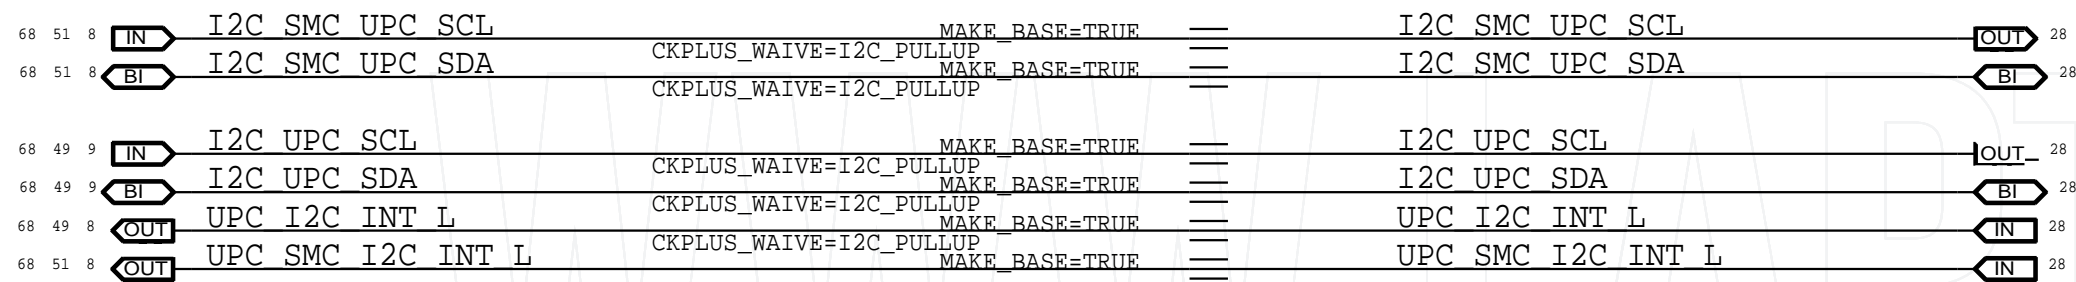 68 51 8 IN I2C_SMC_UPC_SCL MAKE_BASE=TRUE I2C_SMC_UPC_SCL OUT 28
CKPLUS_WAIVE=I2C_PULLUP
68 51 8 BI I2C_SMC_UPC_SDA MAKE_BASE=TRUE I2C_SMC_UPC_SDA BI 28
CKPLUS_WAIVE=I2C_PULLUP
68 49 9 IN I2C_UPC_SCL MAKE_BASE=TRUE I2C_UPC_SCL OUT 28
CKPLUS_WAIVE=I2C_PULLUP
68 49 9 BI I2C_UPC_SDA MAKE_BASE=TRUE I2C_UPC_SDA BI 28
CKPLUS_WAIVE=I2C_PULLUP
68 49 8 OUT UPC_I2C_INT_L MAKE_BASE=TRUE UPC_I2C_INT_L IN 28
CKPLUS_WAIVE=I2C_PULLUP
68 51 8 OUT UPC_SMC_I2C_INT_L MAKE_BASE=TRUE UPC_SMC_I2C_INT_L IN 28